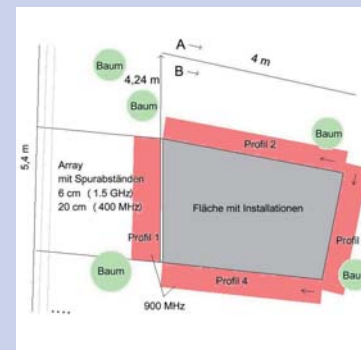 A →
4 m
Baum
4,24 m
B →
Baum
Baum
Profil 2
5,4 m
Array
mit Spurabständen
6 cm ( 1.5 GHz)
20 cm ( 400 MHz)
Fläche mit Installationen
Profil 1
Profil
Baum
Baum
Profil 4
900 MHz
....